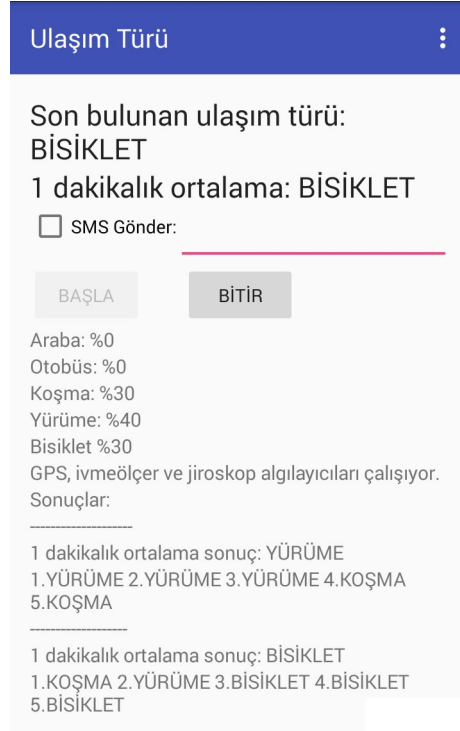 Ulaşım Türü
Son bulunan ulaşım türü:
BİSİKLET
1 dakikalık ortalama: BİSİKLET
SMS Gönder:
BAŞLA BİTİR
Araba: %0
Otobüs: %0
Koşma: %30
Yürüme: %40
Bisiklet %30
GPS, ivmeölçer ve jiroskop algılayıcıları çalışıyor.
Sonuçlar:
--------------------
1 dakikalık ortalama sonuç: YÜRÜME
1.YÜRÜME 2.YÜRÜME 3.YÜRÜME 4.KOŞMA
5.KOŞMA
-------------------
1 dakikalık ortalama sonuç: BİSİKLET
1.KOŞMA 2.YÜRÜME 3.BİSİKLET 4.BİSİKLET
5.BİSİKLET